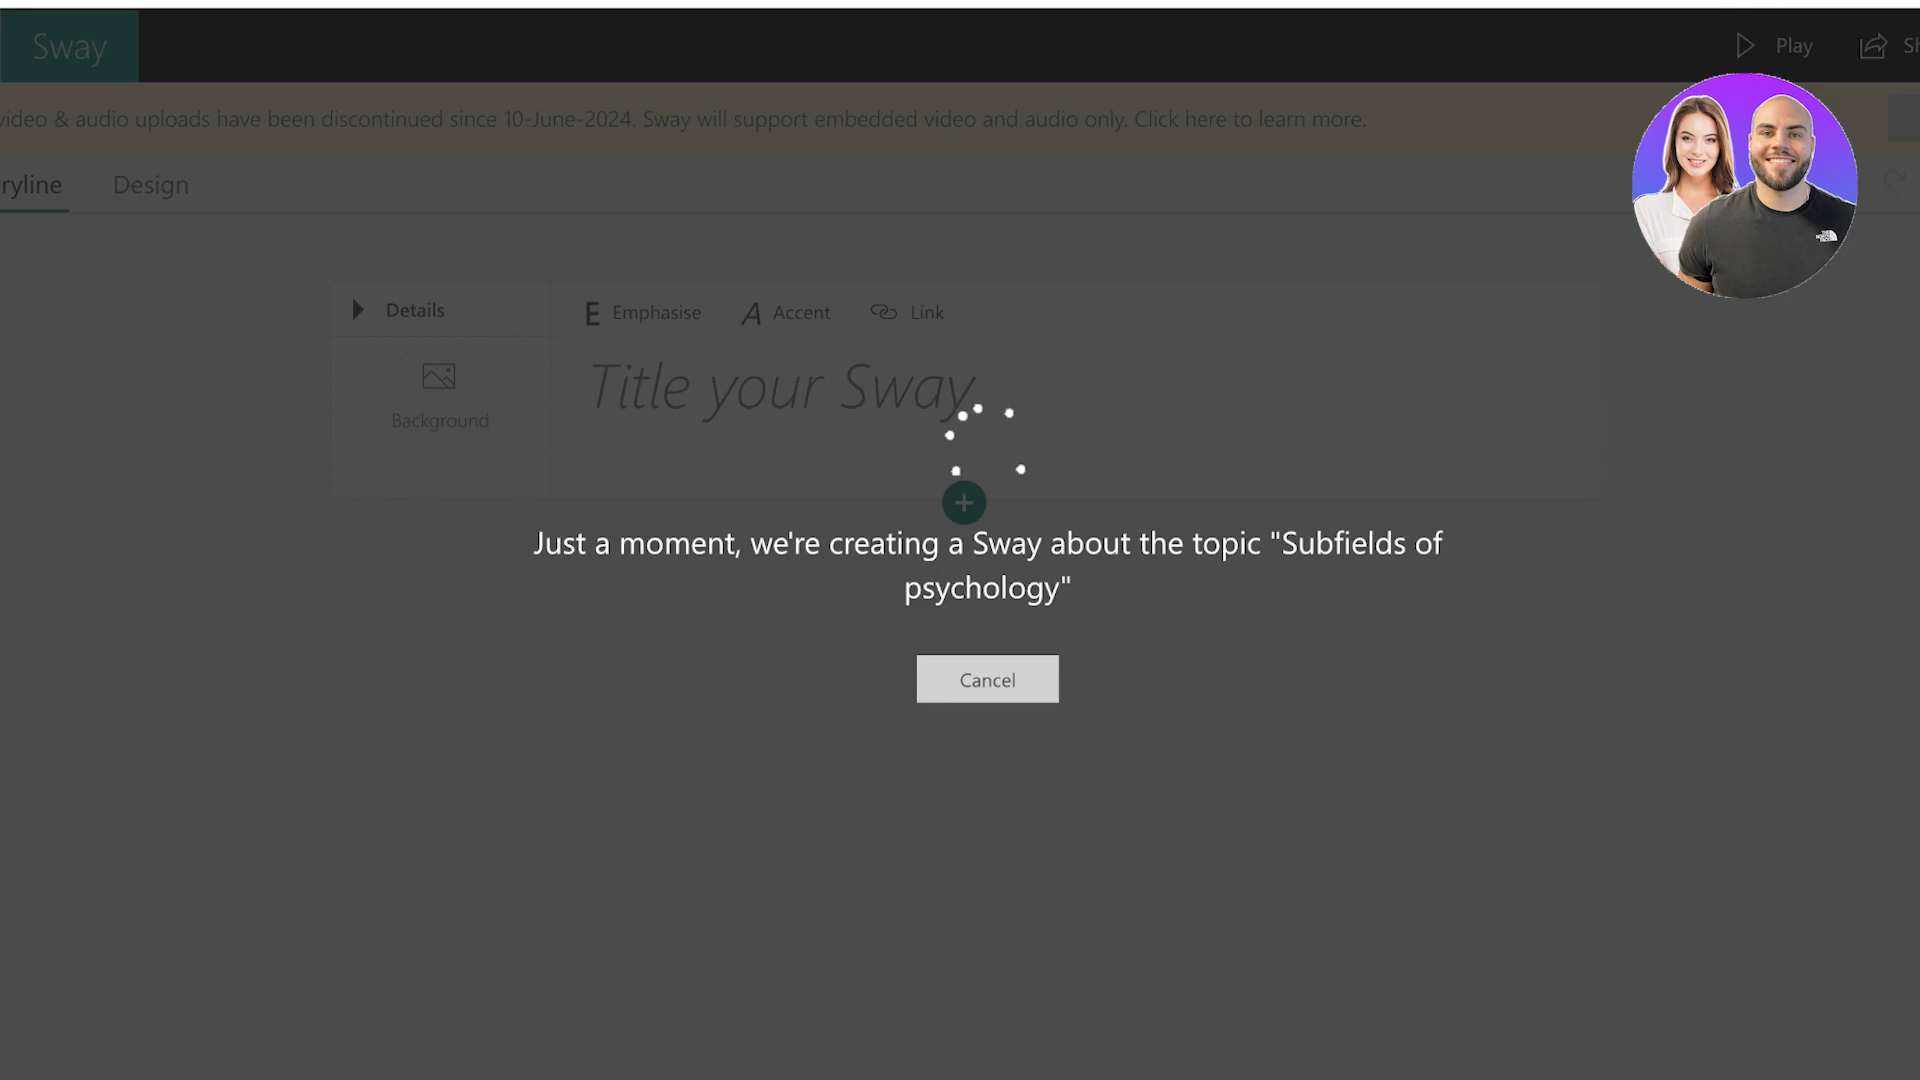 Sway
Play
video & audio uploads have been discontinued since 10-June-2024. Sway will support embedded video and audio only. Click here to learn more.
ryline
Design
Details
E Emphasise
A Accent
Link
Title your Sway
Background
Just a moment, we're creating a Sway about the topic "Subfields of
psychology"
Cancel